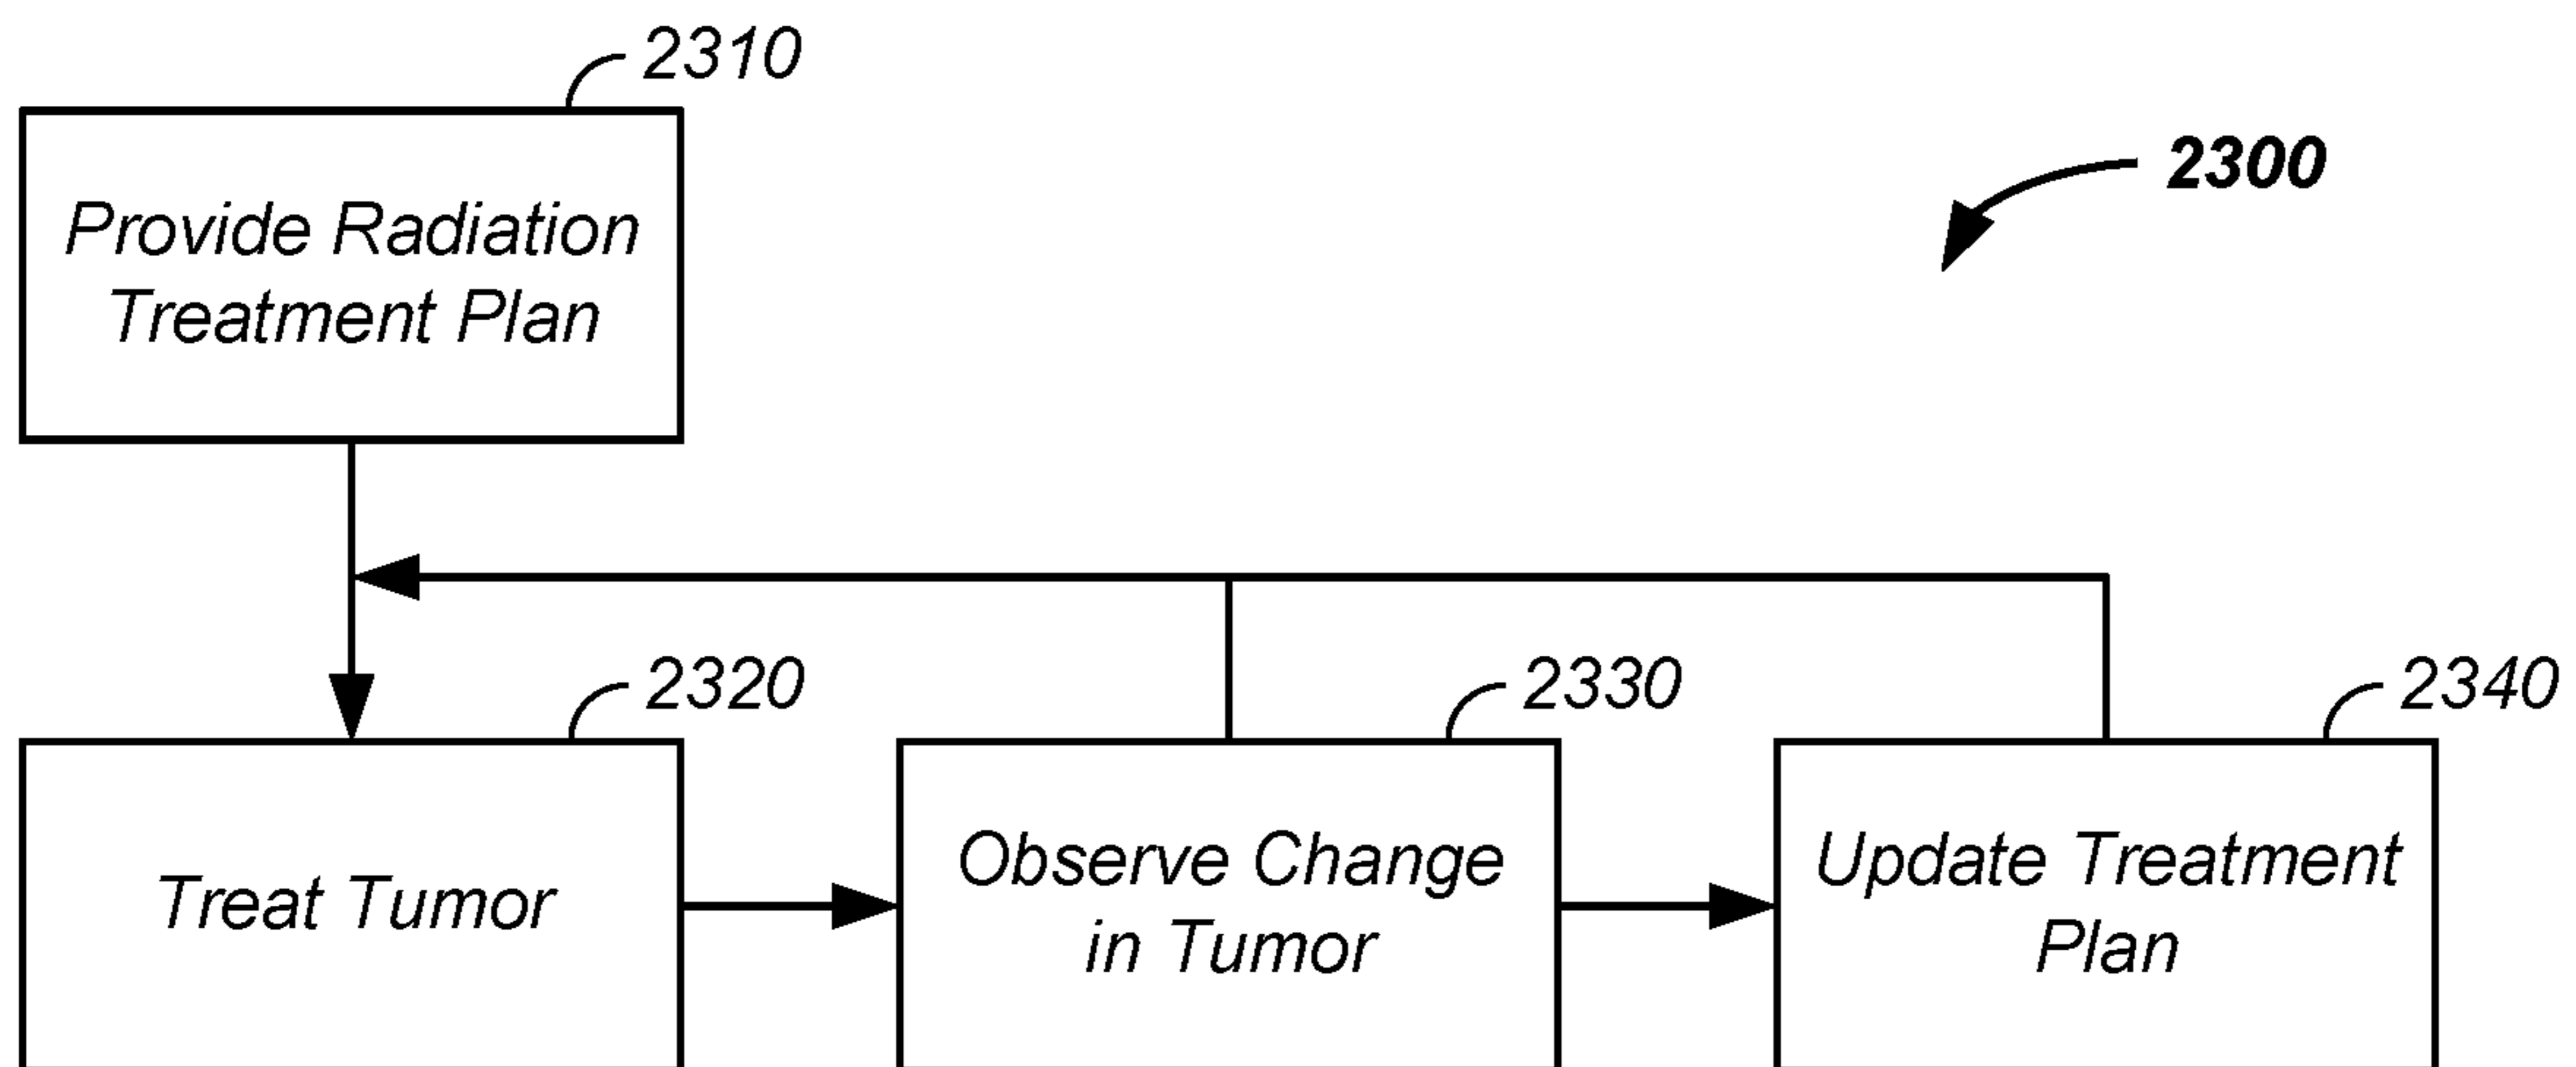 2310
Provide Radiation
Treatment Plan
2300
2320
Treat Tumor
2330
Observe Change
in Tumor
2340
Update Treatment
Plan